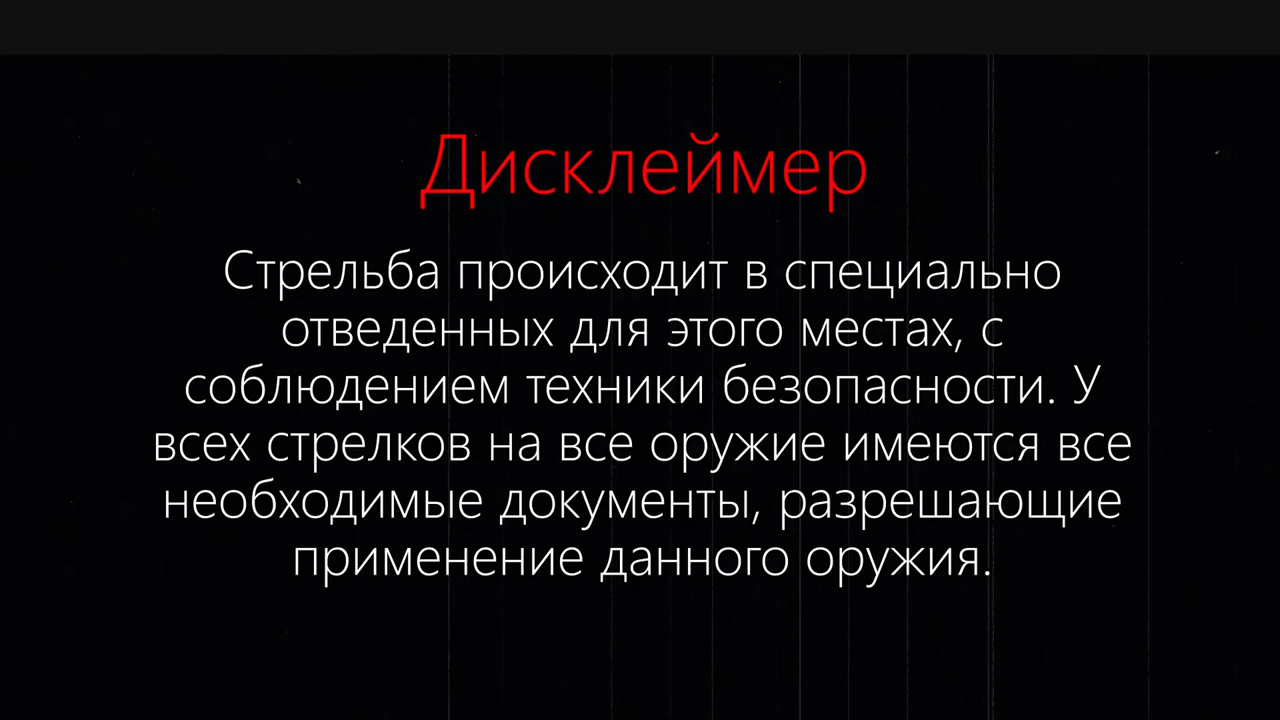 Дисклеймер
Стрельба происходит в специально
отведенных для этого местах, с
соблюдением техники безопасности. У
всех стрелков на все оружие имеются все
необходимые документы, разрешающие
применение данного оружия.